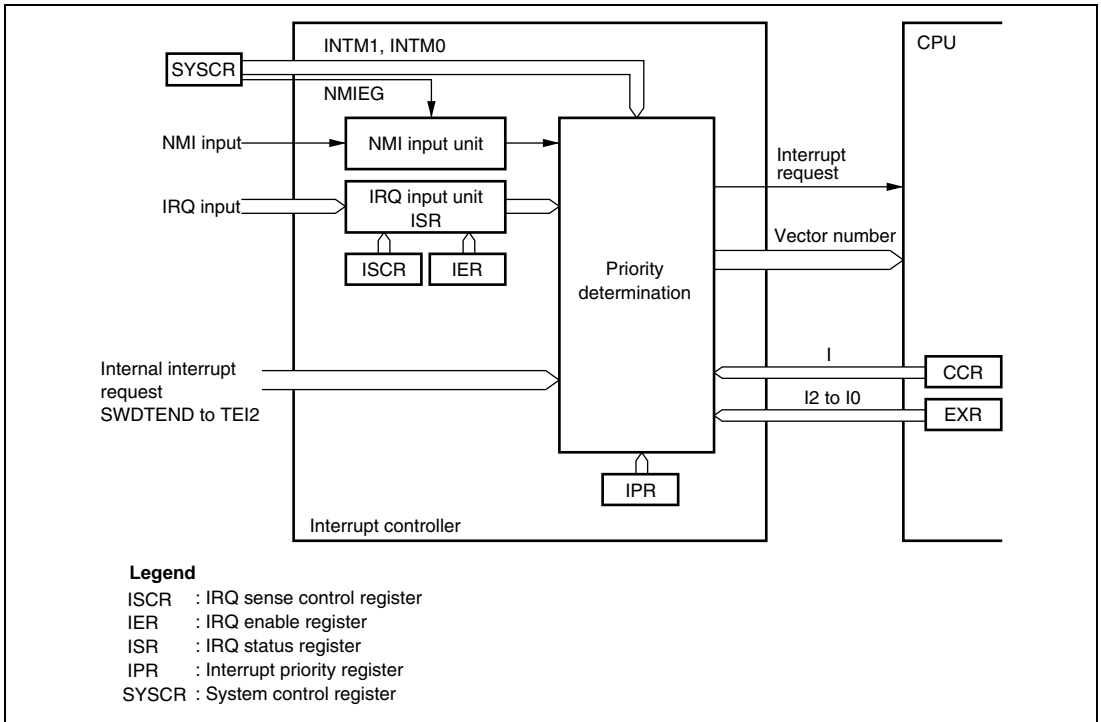 INTM1, INTM0
CPU
SYSCR
NMIEG
NMI input
NMI input unit
Interrupt
request
IRQ input
IRQ input unit
ISR
Vector number
ISCR
IER
Priority
determination
Internal interrupt
request
SWDTEND to TEI2
I
CCR
I2 to I0
EXR
IPR
Interrupt controller
Legend
ISCR : IRQ sense control register
IER : IRQ enable register
ISR : IRQ status register
IPR : Interrupt priority register
SYSCR : System control register